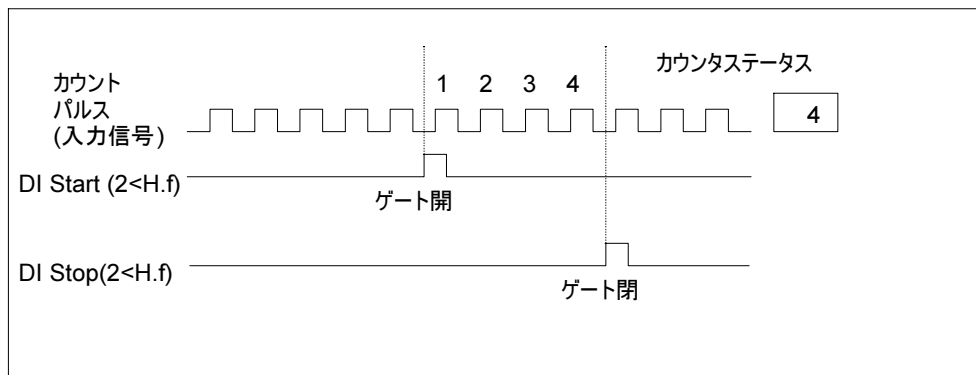 カウンタステータス
カウント
パルス
(入力信号)
1 2 3 4
4
DI Start (2<H.f)
ゲート開
DI Stop(2<H.f)
ゲート閉